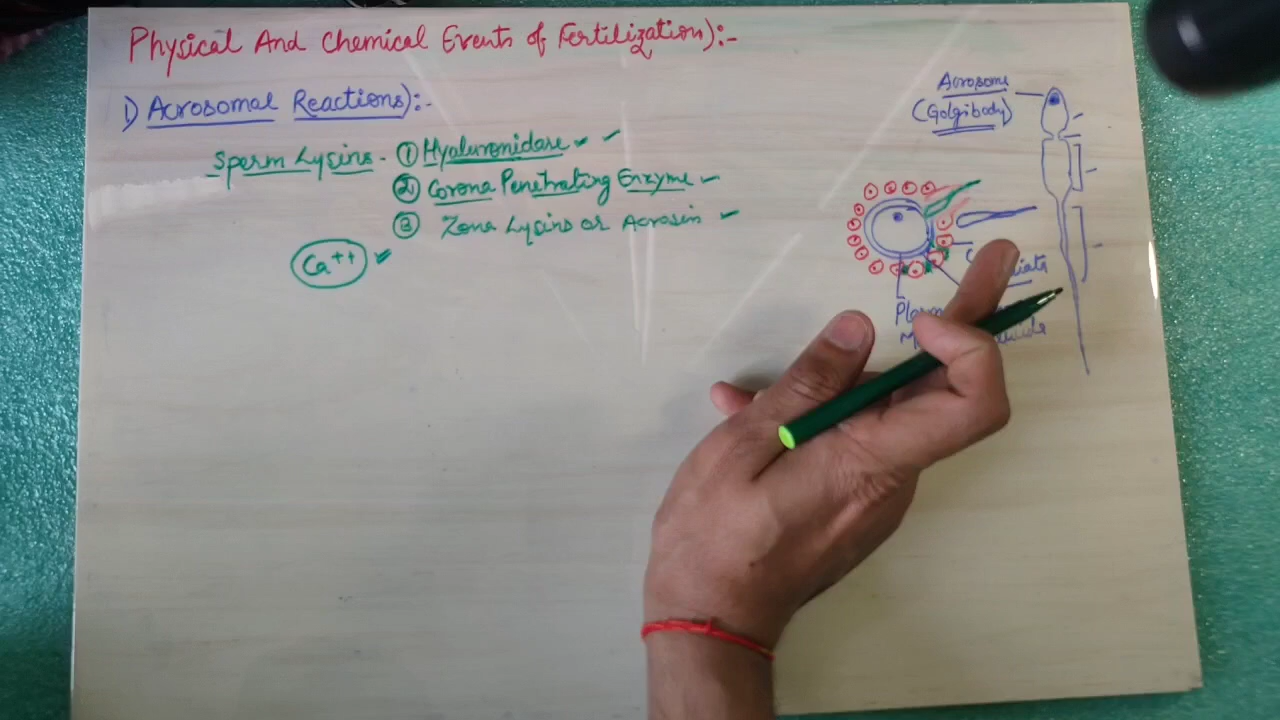 Physical And Chemical Events of Fertilization):-
1) Acrosomal Reactions):-
Sperm Lysins - ① Hyaluronidase
② Corona Penetrating Enzyme
③ Zona Lysins or Acrosin
Ca++
Acrosome
(Golgibody)